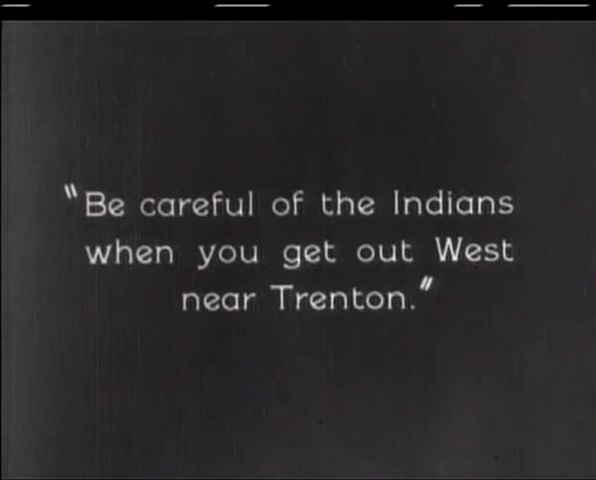 "Be careful of the Indians
when you get out West
near Trenton."